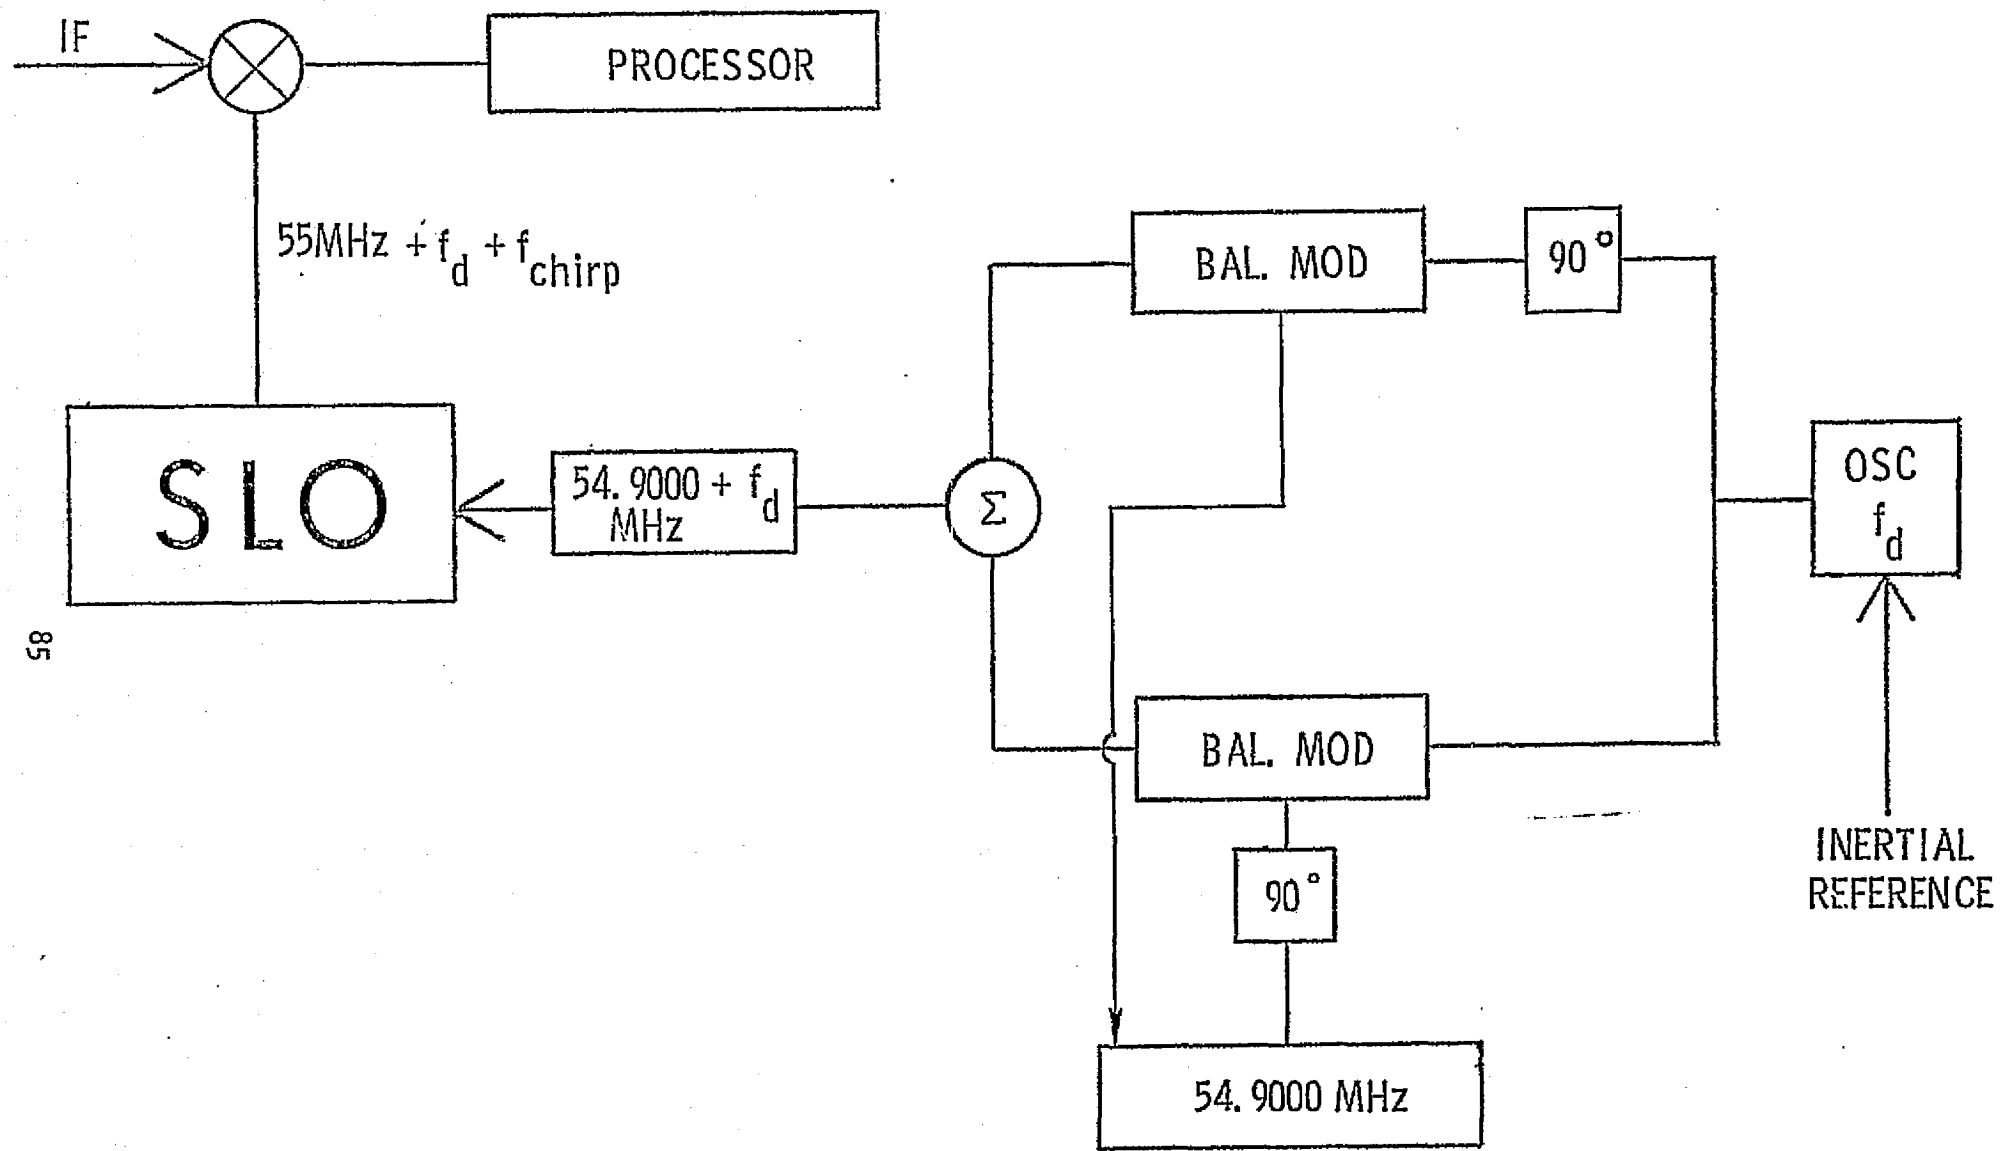 IF
PROCESSOR
55MHz + f_d + f_chirp
BAL. MOD
90°
SLO
54.9000 + f_d
MHz
Σ
OSC
f_d
85
BAL. MOD
90°
INERTIAL
REFERENCE
54.9000 MHz